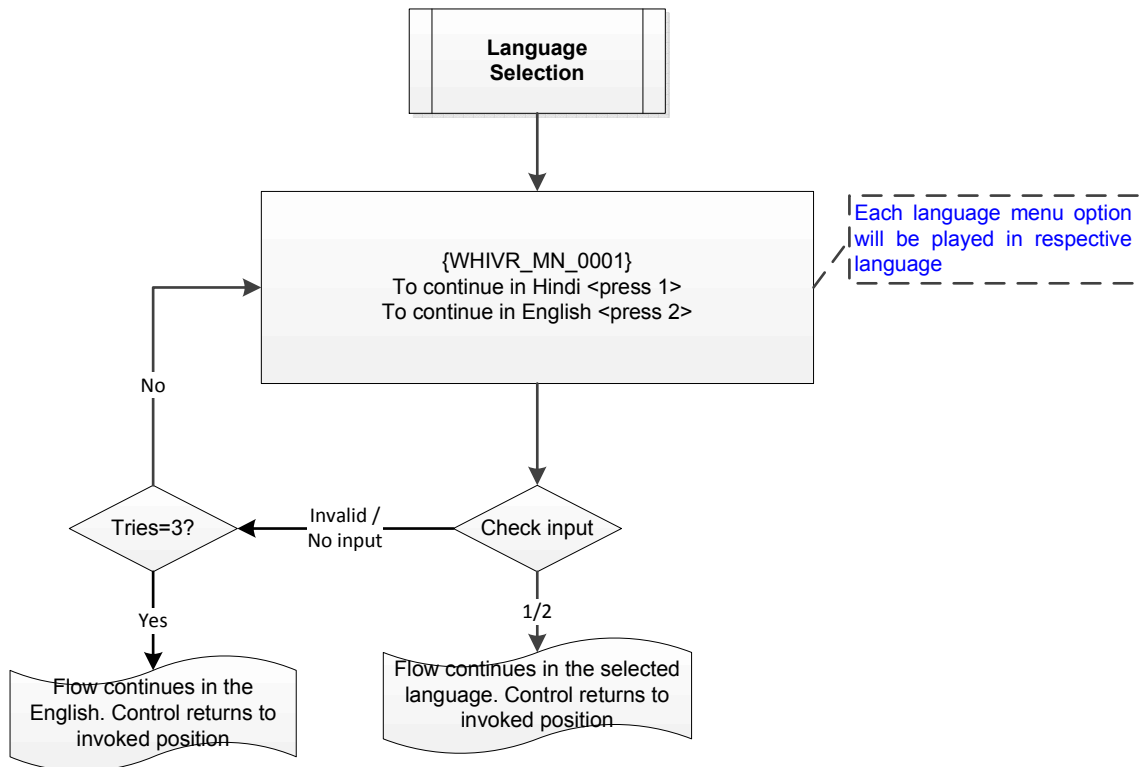 Language
Selection
{WHIVR_MN_0001}
To continue in Hindi <press 1>
To continue in English <press 2>
Each language menu option
will be played in respective
language
No
Tries=3?
Invalid /
No input
Check input
Yes
1/2
Flow continues in the
English. Control returns to
invoked position
Flow continues in the selected
language. Control returns to
invoked position